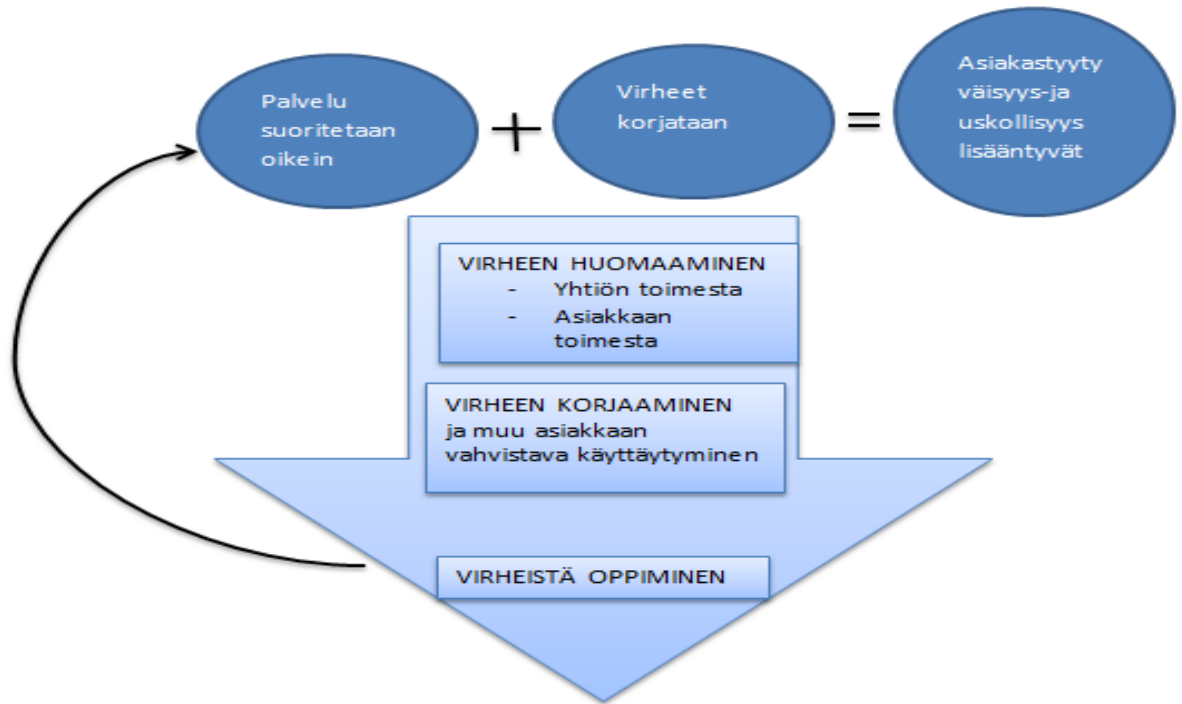 Palvelu
suoritetaan
oikein
+
Virheet
korjataan
=
Asiakastyyty
väisyys-ja
uskollisyys
lisääntyvät
VIRHEEN HUOMAAMINEN
- Yhtiön toimesta
- Asiakkaan
toimesta
VIRHEEN KORJAAMINEN
ja muu asiakkaan
vahvistava käyttäytyminen
VIRHEISTÄ OPPIMINEN